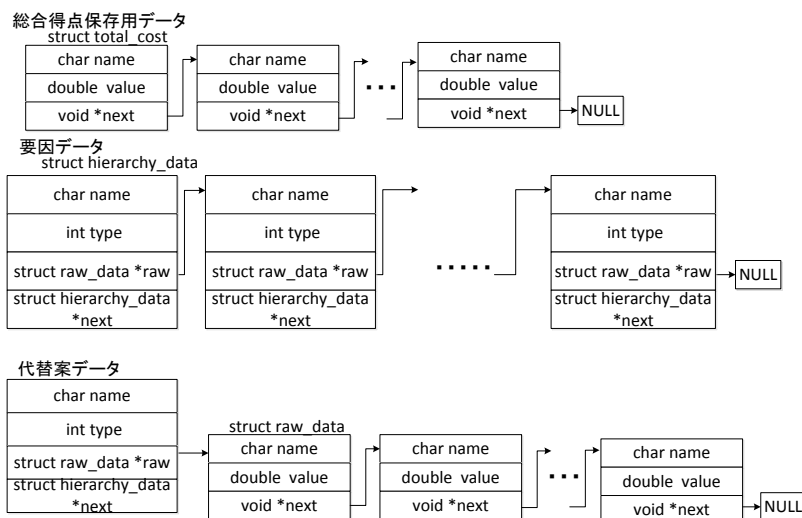 総合得点保存用データ
struct total_cost
char name
double value
void *next
char name
double value
void *next
...
char name
double value
void *next
NULL
要因データ
struct hierarchy_data
char name
int type
struct raw_data *raw
struct hierarchy_data
*next
char name
int type
struct raw_data *raw
struct hierarchy_data
*next
.....
char name
int type
struct raw_data *raw
struct hierarchy_data
*next
NULL
代替案データ
char name
int type
struct raw_data *raw
struct hierarchy_data
*next
struct raw_data
char name
double value
void *next
char name
double value
void *next
...
char name
double value
void *next
NULL